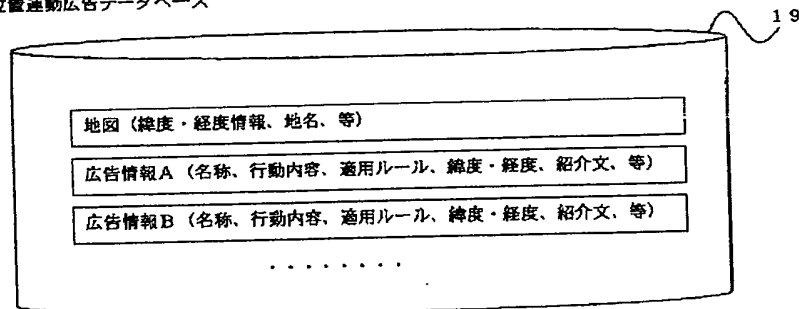 位置連動広告データベース
19
地図（緯度・経度情報、地名、等）
広告情報A（名称、行動内容、適用ルール、緯度・経度、紹介文、等）
広告情報B（名称、行動内容、適用ルール、緯度・経度、紹介文、等）
・・・・・・・・